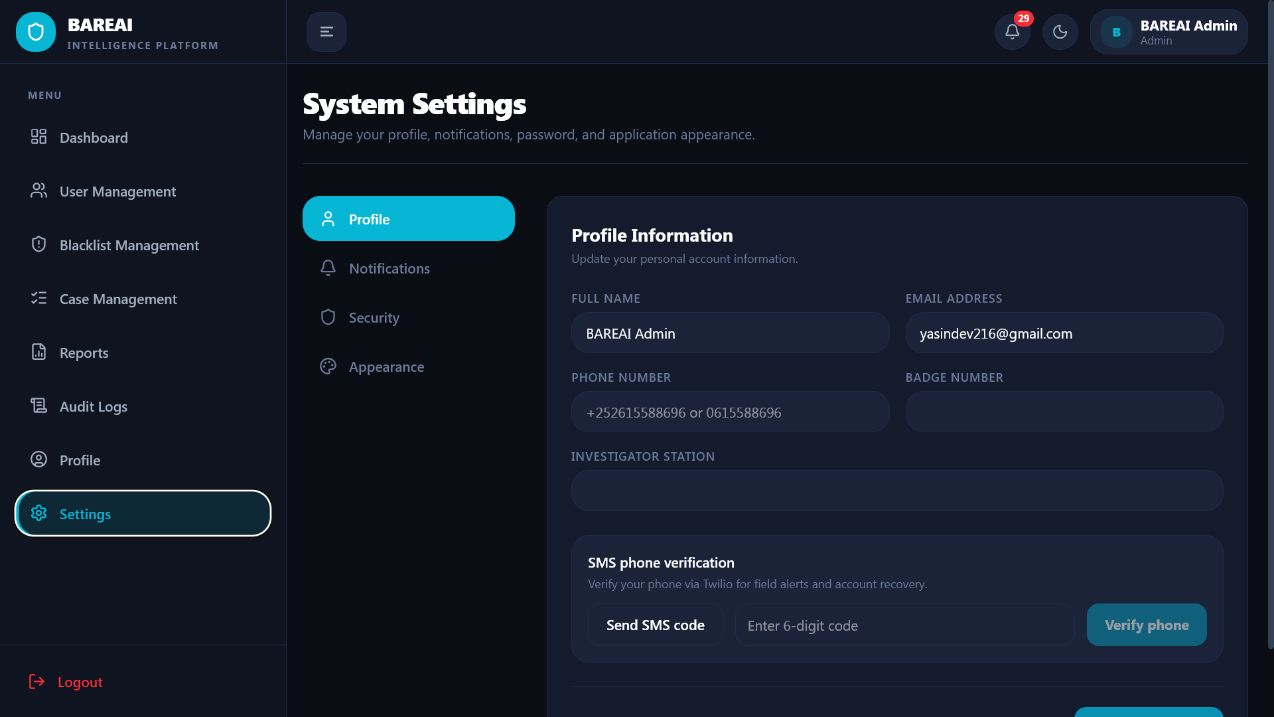 BAREAI
INTELLIGENCE PLATFORM
29
B
BAREAI Admin
Admin
MENU
Dashboard
User Management
Blacklist Management
Case Management
Reports
Audit Logs
Profile
Settings
Logout
System Settings
Manage your profile, notifications, password, and application appearance.
Profile
Notifications
Security
Appearance
Profile Information
Update your personal account information.
FULL NAME
BAREAI Admin
EMAIL ADDRESS
yasindev216@gmail.com
PHONE NUMBER
+252615588696 or 0615588696
BADGE NUMBER
INVESTIGATOR STATION
SMS phone verification
Verify your phone via Twilio for field alerts and account recovery.
Send SMS code
Enter 6-digit code
Verify phone